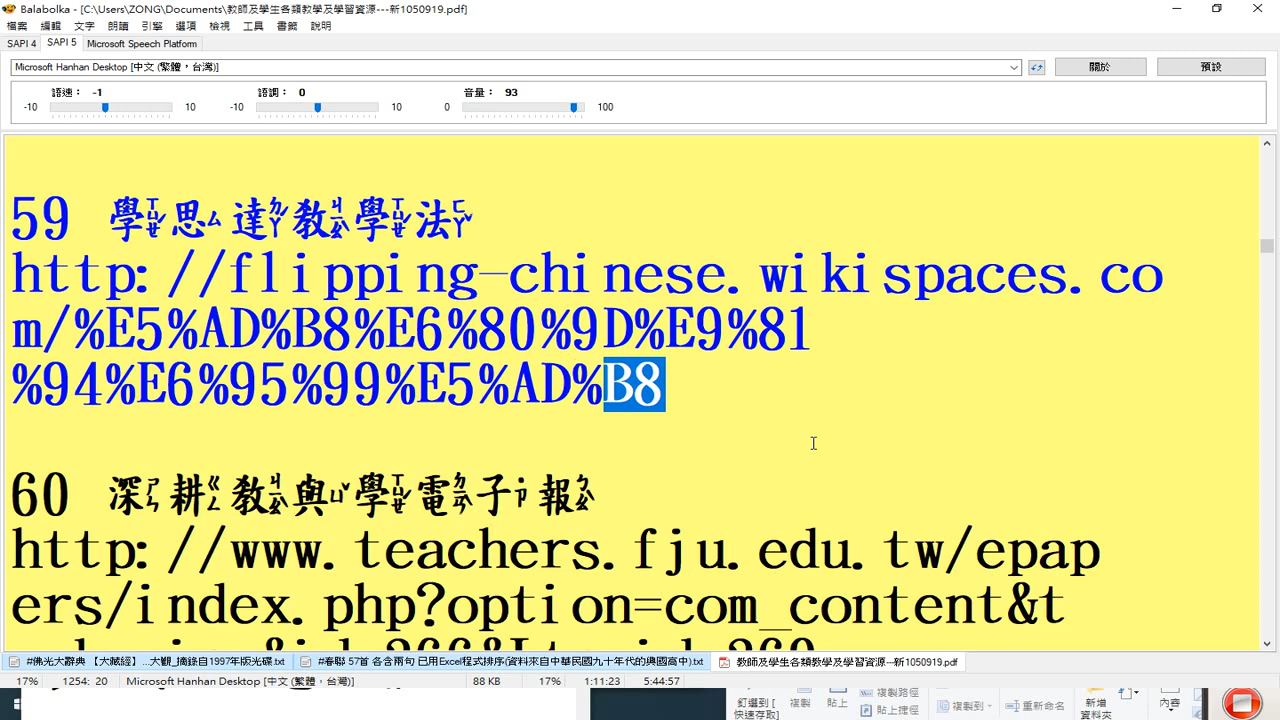 Balabolka - [C:\Users\ZONG\Documents\教師及學生各類教學及學習資源---新1050919.pdf]
檔案 編輯 文字 朗讀 引擎 選項 檢視 工具 書籤 說明
SAPI 4 SAPI 5 Microsoft Speech Platform
Microsoft Hanhan Desktop [中文 (繁體，台灣)] 關於 預設
語速： -1 語調： 0 音量： 93
-10 10 -10 10 0 100
59 學思達教學法
http://flipping-chinese.wikispaces.co
m/%E5%AD%B8%E6%80%9D%E9%81
%94%E6%95%99%E5%AD%B8
60 深耕教與學電子報
http://www.teachers.fju.edu.tw/epap
ers/index.php?option=com_content&t
#佛光大辭典 【大藏經】 ...大觀_摘錄自1997年版光碟.txt #春聯 57首 各含兩句 已用Excel程式排序(資料來自中華民國九十年代的興國高中).txt 教師及學生各類教學及學習資源---新1050919.pdf
17% 1254: 20 Microsoft Hanhan Desktop [中文 (繁體，台灣)] 88 KB 17% 1:11:23 5:44:57
釘選到 [ 複製 貼上 複製路徑 複製到 重新命名 新增 內容
快速存取] 貼上捷徑 資料夾